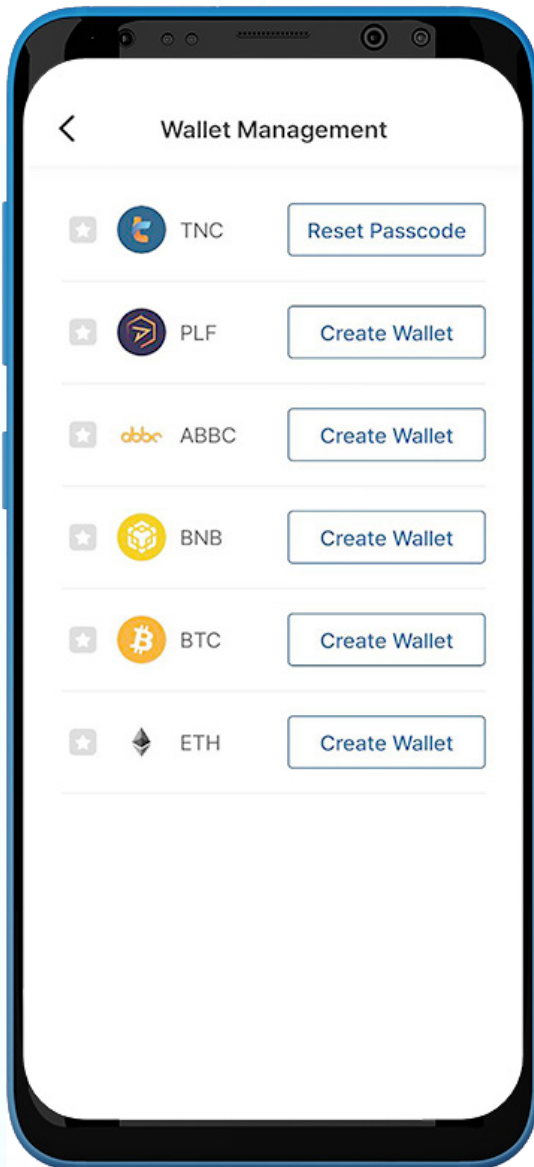 Wallet Management
TNC Reset Passcode
PLF Create Wallet
abbc ABBC Create Wallet
BNB Create Wallet
BTC Create Wallet
ETH Create Wallet